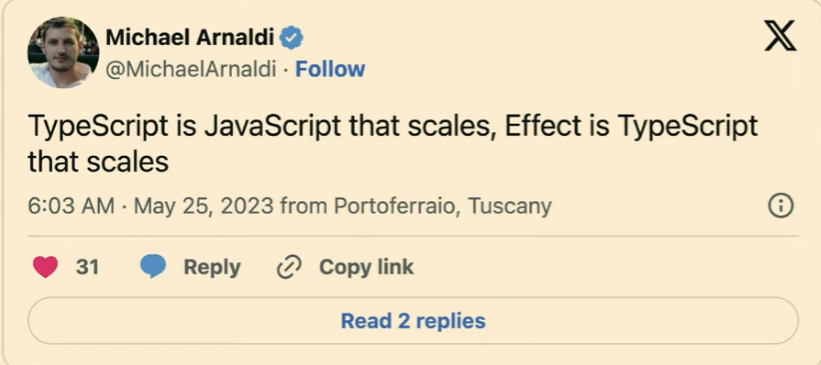 Michael Arnaldi
@MichaelArnaldi · Follow
TypeScript is JavaScript that scales, Effect is TypeScript
that scales
6:03 AM · May 25, 2023 from Portoferraio, Tuscany
31 Reply Copy link
Read 2 replies